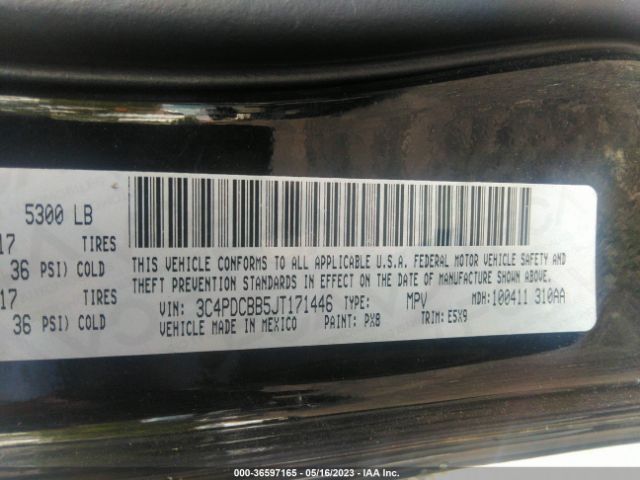 5300 LB
17 TIRES
36 PSI) COLD
17 TIRES
36 PSI) COLD
THIS VEHICLE CONFORMS TO ALL APPLICABLE U.S.A. FEDERAL MOTOR VEHICLE SAFETY AND
THEFT PREVENTION STANDARDS IN EFFECT ON THE DATE OF MANUFACTURE SHOWN ABOVE.
VIN: 3C4PDCBB5JT171446 TYPE: MPV MDH: 100411 310AA
VEHICLE MADE IN MEXICO PAINT: PX8 TRIM: E5X9
000-36597165 - 05/16/2023 - IAA Inc.